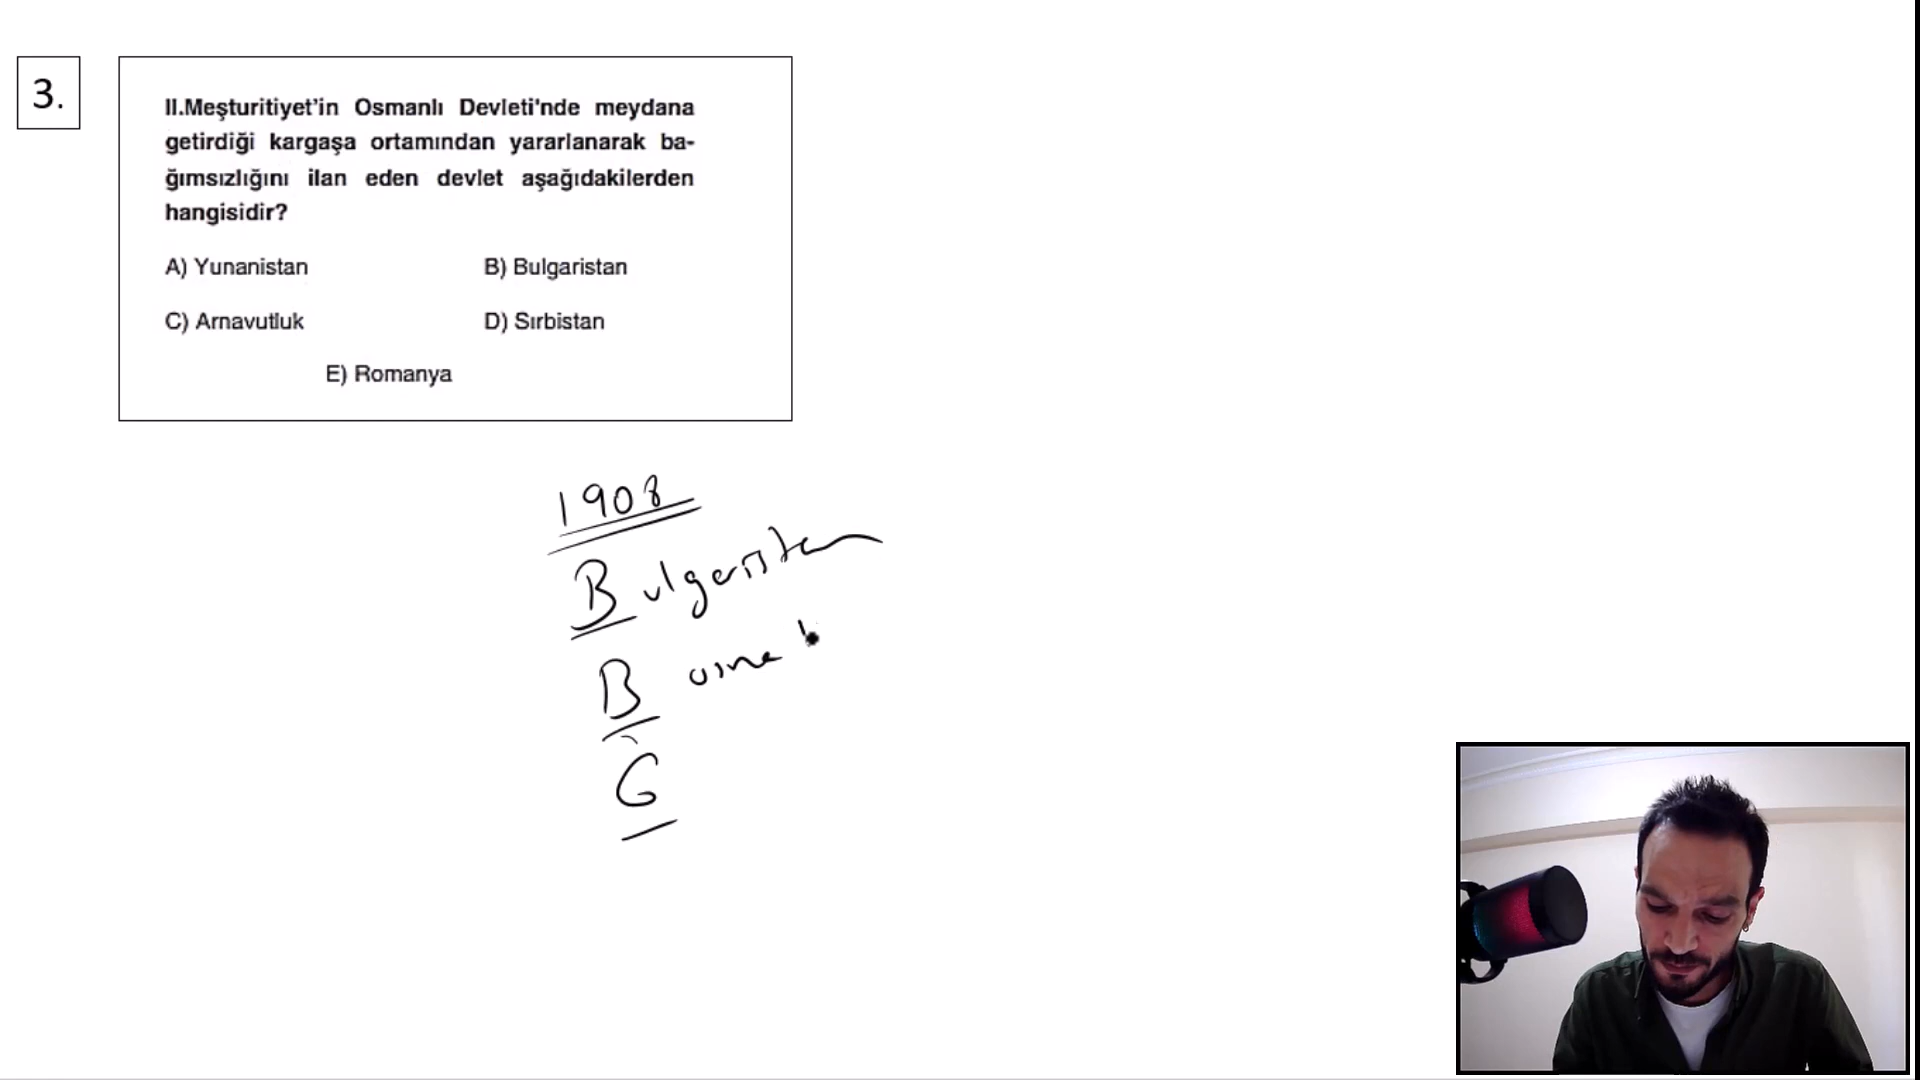 3.
II.Meşturitiyet'in Osmanlı Devleti'nde meydana
getirdiği kargaşa ortamından yararlanarak ba-
ğımsızlığını ilan eden devlet aşağıdakilerden
hangisidir?
A) Yunanistan B) Bulgaristan
C) Arnavutluk D) Sırbistan
E) Romanya
1908
Bulgaristan
B
G